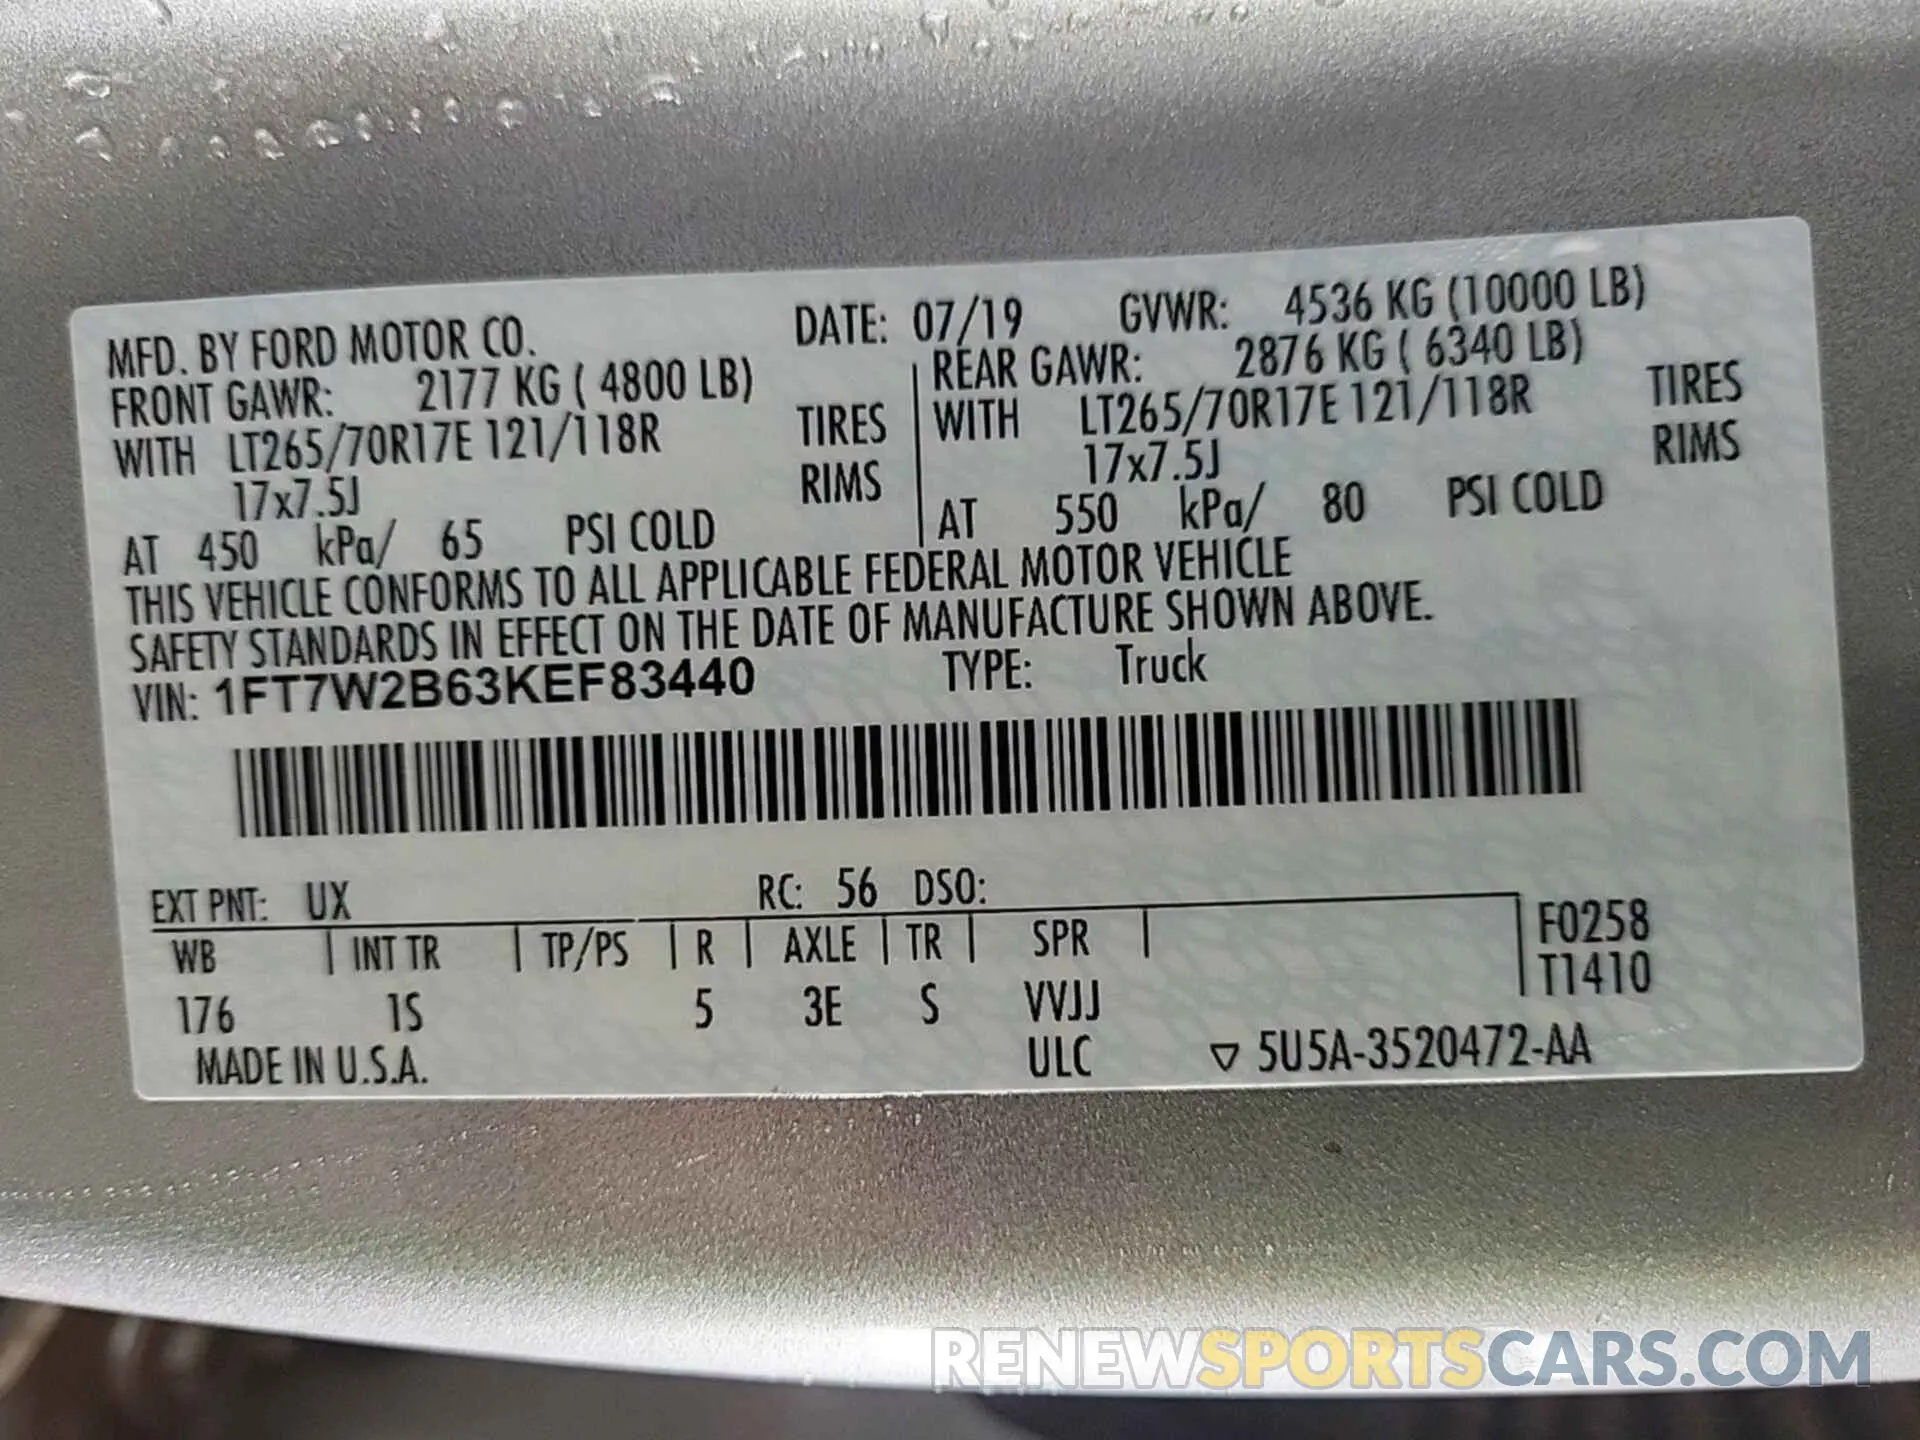 MFD. BY FORD MOTOR CO. DATE: 07/19 GVWR: 4536 KG (10000 LB)
FRONT GAWR: 2177 KG ( 4800 LB) REAR GAWR: 2876 KG ( 6340 LB)
WITH LT265/70R17E 121/118R TIRES WITH LT265/70R17E 121/118R TIRES
17x7.5J RIMS 17x7.5J RIMS
AT 450 kPa/ 65 PSI COLD AT 550 kPa/ 80 PSI COLD
THIS VEHICLE CONFORMS TO ALL APPLICABLE FEDERAL MOTOR VEHICLE
SAFETY STANDARDS IN EFFECT ON THE DATE OF MANUFACTURE SHOWN ABOVE.
VIN: 1FT7W2B63KEF83440 TYPE: Truck
EXT PNT: UX RC: 56 DSO:
WB INT TR TP/PS R AXLE TR SPR F0258
T1410
176 1S 5 3E S VVJJ
MADE IN U.S.A. ULC ▽ 5U5A-3520472-AA
RENEWSPORTSCARS.COM